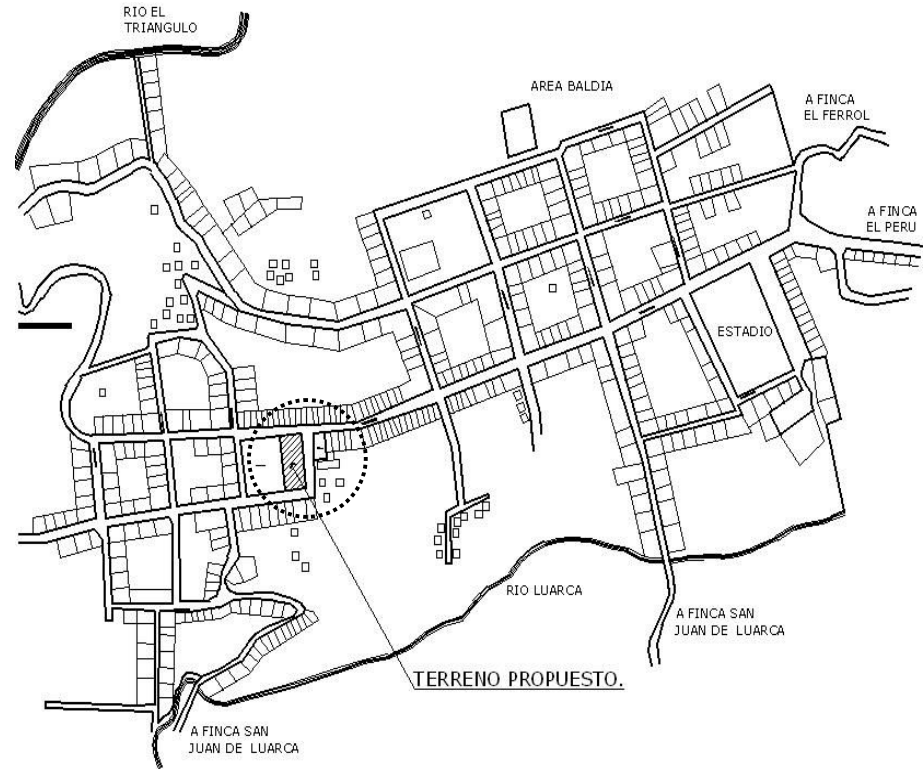 RIO EL
TRIANGULO
AREA BALDIA
A FINCA
EL FERROL
A FINCA
EL PERU
ESTADIO
RIO LUARCA
A FINCA SAN
JUAN DE LUARCA
TERRENO PROPUESTO.
A FINCA SAN
JUAN DE LUARCA